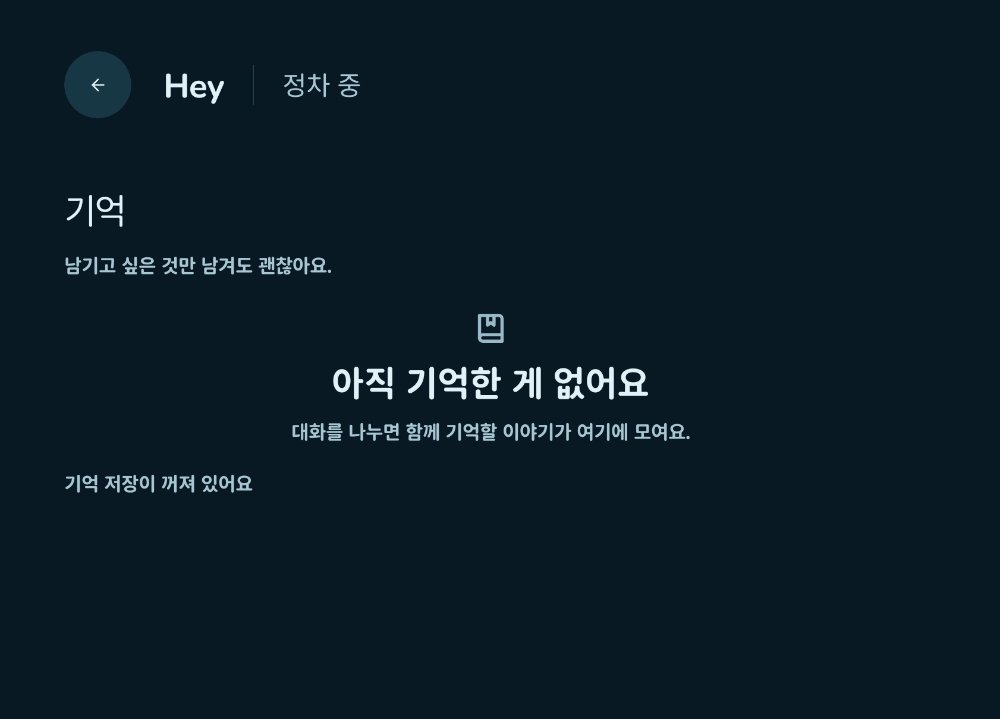 Hey
정차 중
기억
남기고 싶은 것만 남겨도 괜찮아요.
아직 기억한 게 없어요
대화를 나누면 함께 기억할 이야기가 여기에 모여요.
기억 저장이 꺼져 있어요